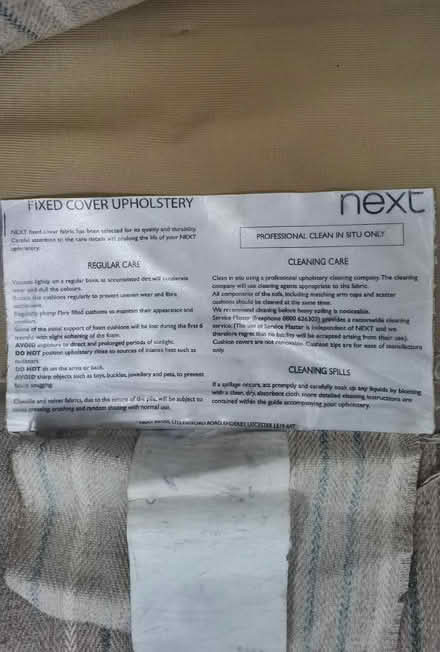 FIXED COVER UPHOLSTERY
next
NEXT fixed cover fabric has been selected for its quality and durability.
Careful attention to the care details will prolong the life of your NEXT
upholstery.
PROFESSIONAL CLEAN IN SITU ONLY
REGULAR CARE
Vacuum lightly on a regular basis, as accumulated dirt will
wear and dull the colours.
cushions regularly to prevent uneven wear and fibre
Regularly plump fibre filled cushions to maintain their appearance and
comfort.
Some of the initial support of foam cushions will be lost during the first 6
months with slight softening of the foam.
AVOID exposure to direct and prolonged periods of sunlight.
DO NOT position upholstery close to sources of intense heat such as
radiators.
DO NOT sit on the arms or back.
AVOID sharp objects such as toys, buckles, jewellery and pets, to prevent
fabric snagging.
Chenille and velvet fabrics, due to the nature of the pile, will be subject to
some creasing, crushing and random shading with normal use.
CLEANING CARE
Clean in situ using a professional upholstery cleaning company. The cleaning
company will use cleaning agents appropriate to the fabric.
All components of the sofa, including matching arm caps and scatter
cushions should be cleaned at the same time.
We recommend cleaning before heavy soiling is noticeable.
Service Master (Freephone 0800 626303) provides a nationwide cleaning
service. (The use of Service Master is independent of NEXT and we
therefore regret that no liability will be accepted arising from use).
Cushion covers are not removable. Cushion zips are for ease of manufacture
only.
CLEANING SPILLS
If a spillage occurs, act promptly and carefully soak up any liquids by blotting
with a clean, dry, absorbent cloth, more detailed cleaning instructions are
contained within the guide accompanying your upholstery.
ROAD, ENDERBY, LEICESTER LE19 4AT